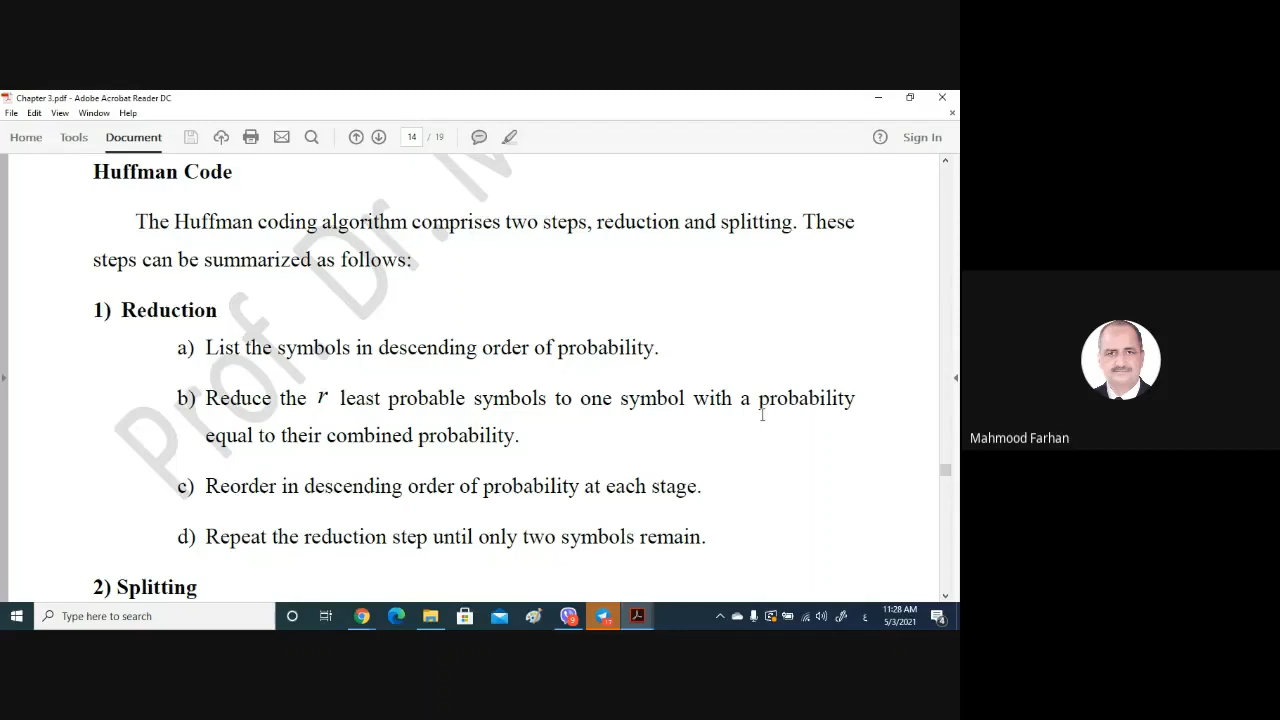 Chapter 3.pdf - Adobe Acrobat Reader DC
File Edit View Window Help
Home Tools Document 14 / 19 Sign In
Huffman Code
The Huffman coding algorithm comprises two steps, reduction and splitting. These
steps can be summarized as follows:
1) Reduction
a) List the symbols in descending order of probability.
b) Reduce the r least probable symbols to one symbol with a probability
equal to their combined probability.
c) Reorder in descending order of probability at each stage.
d) Repeat the reduction step until only two symbols remain.
2) Splitting
Prof. Dr.
Mahmood Farhan
Type here to search
9
17
ع
11:28 AM
5/3/2021
4